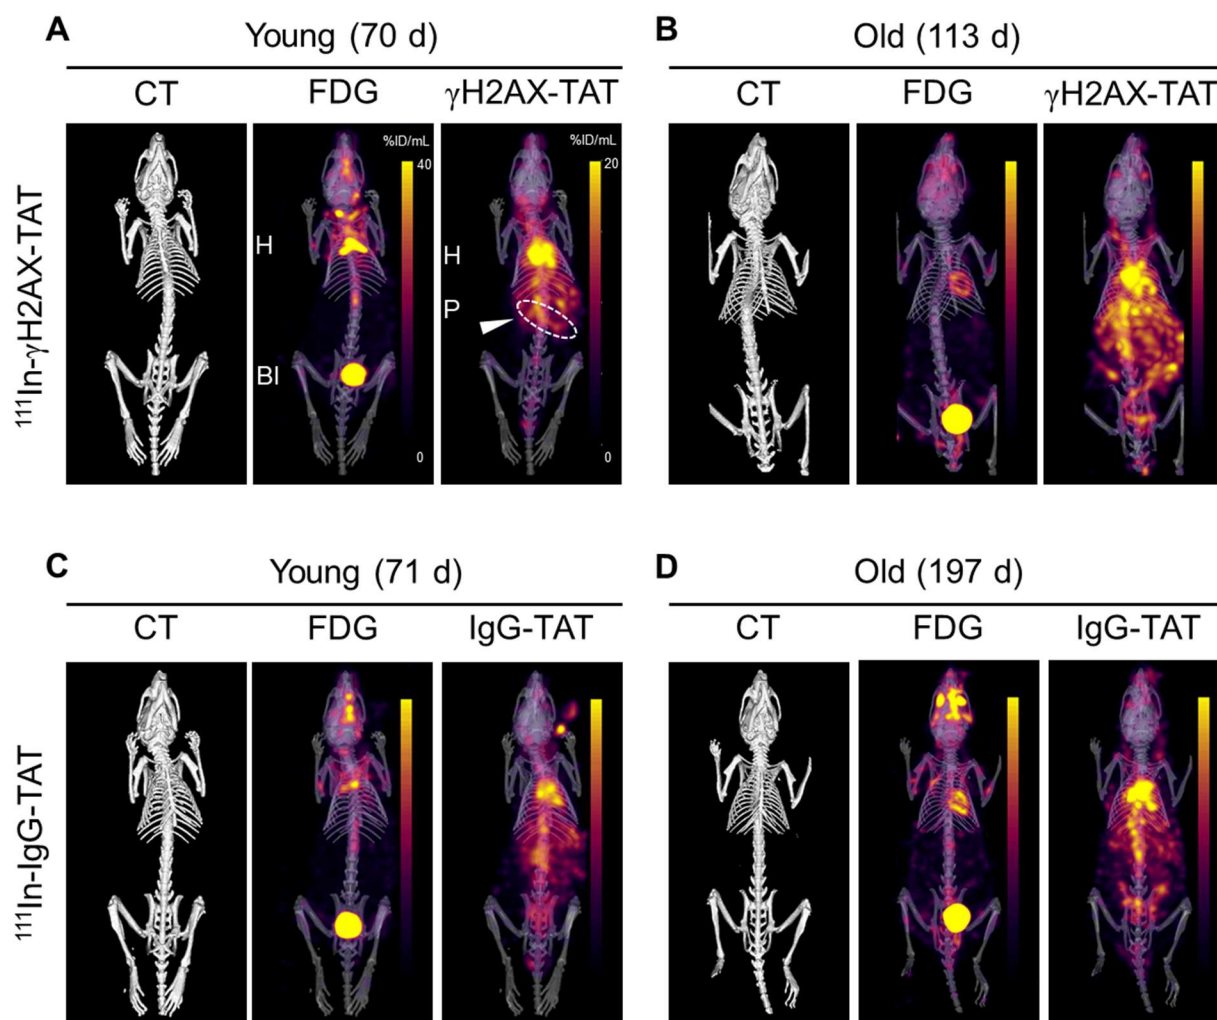 A
Young (70 d)
CT FDG γH2AX-TAT
B
Old (113 d)
CT FDG γH2AX-TAT
¹¹¹In-γH2AX-TAT
%ID/mL
40
0
H
Bl
%ID/mL
20
0
H
P
C
Young (71 d)
CT FDG IgG-TAT
D
Old (197 d)
CT FDG IgG-TAT
¹¹¹In-IgG-TAT